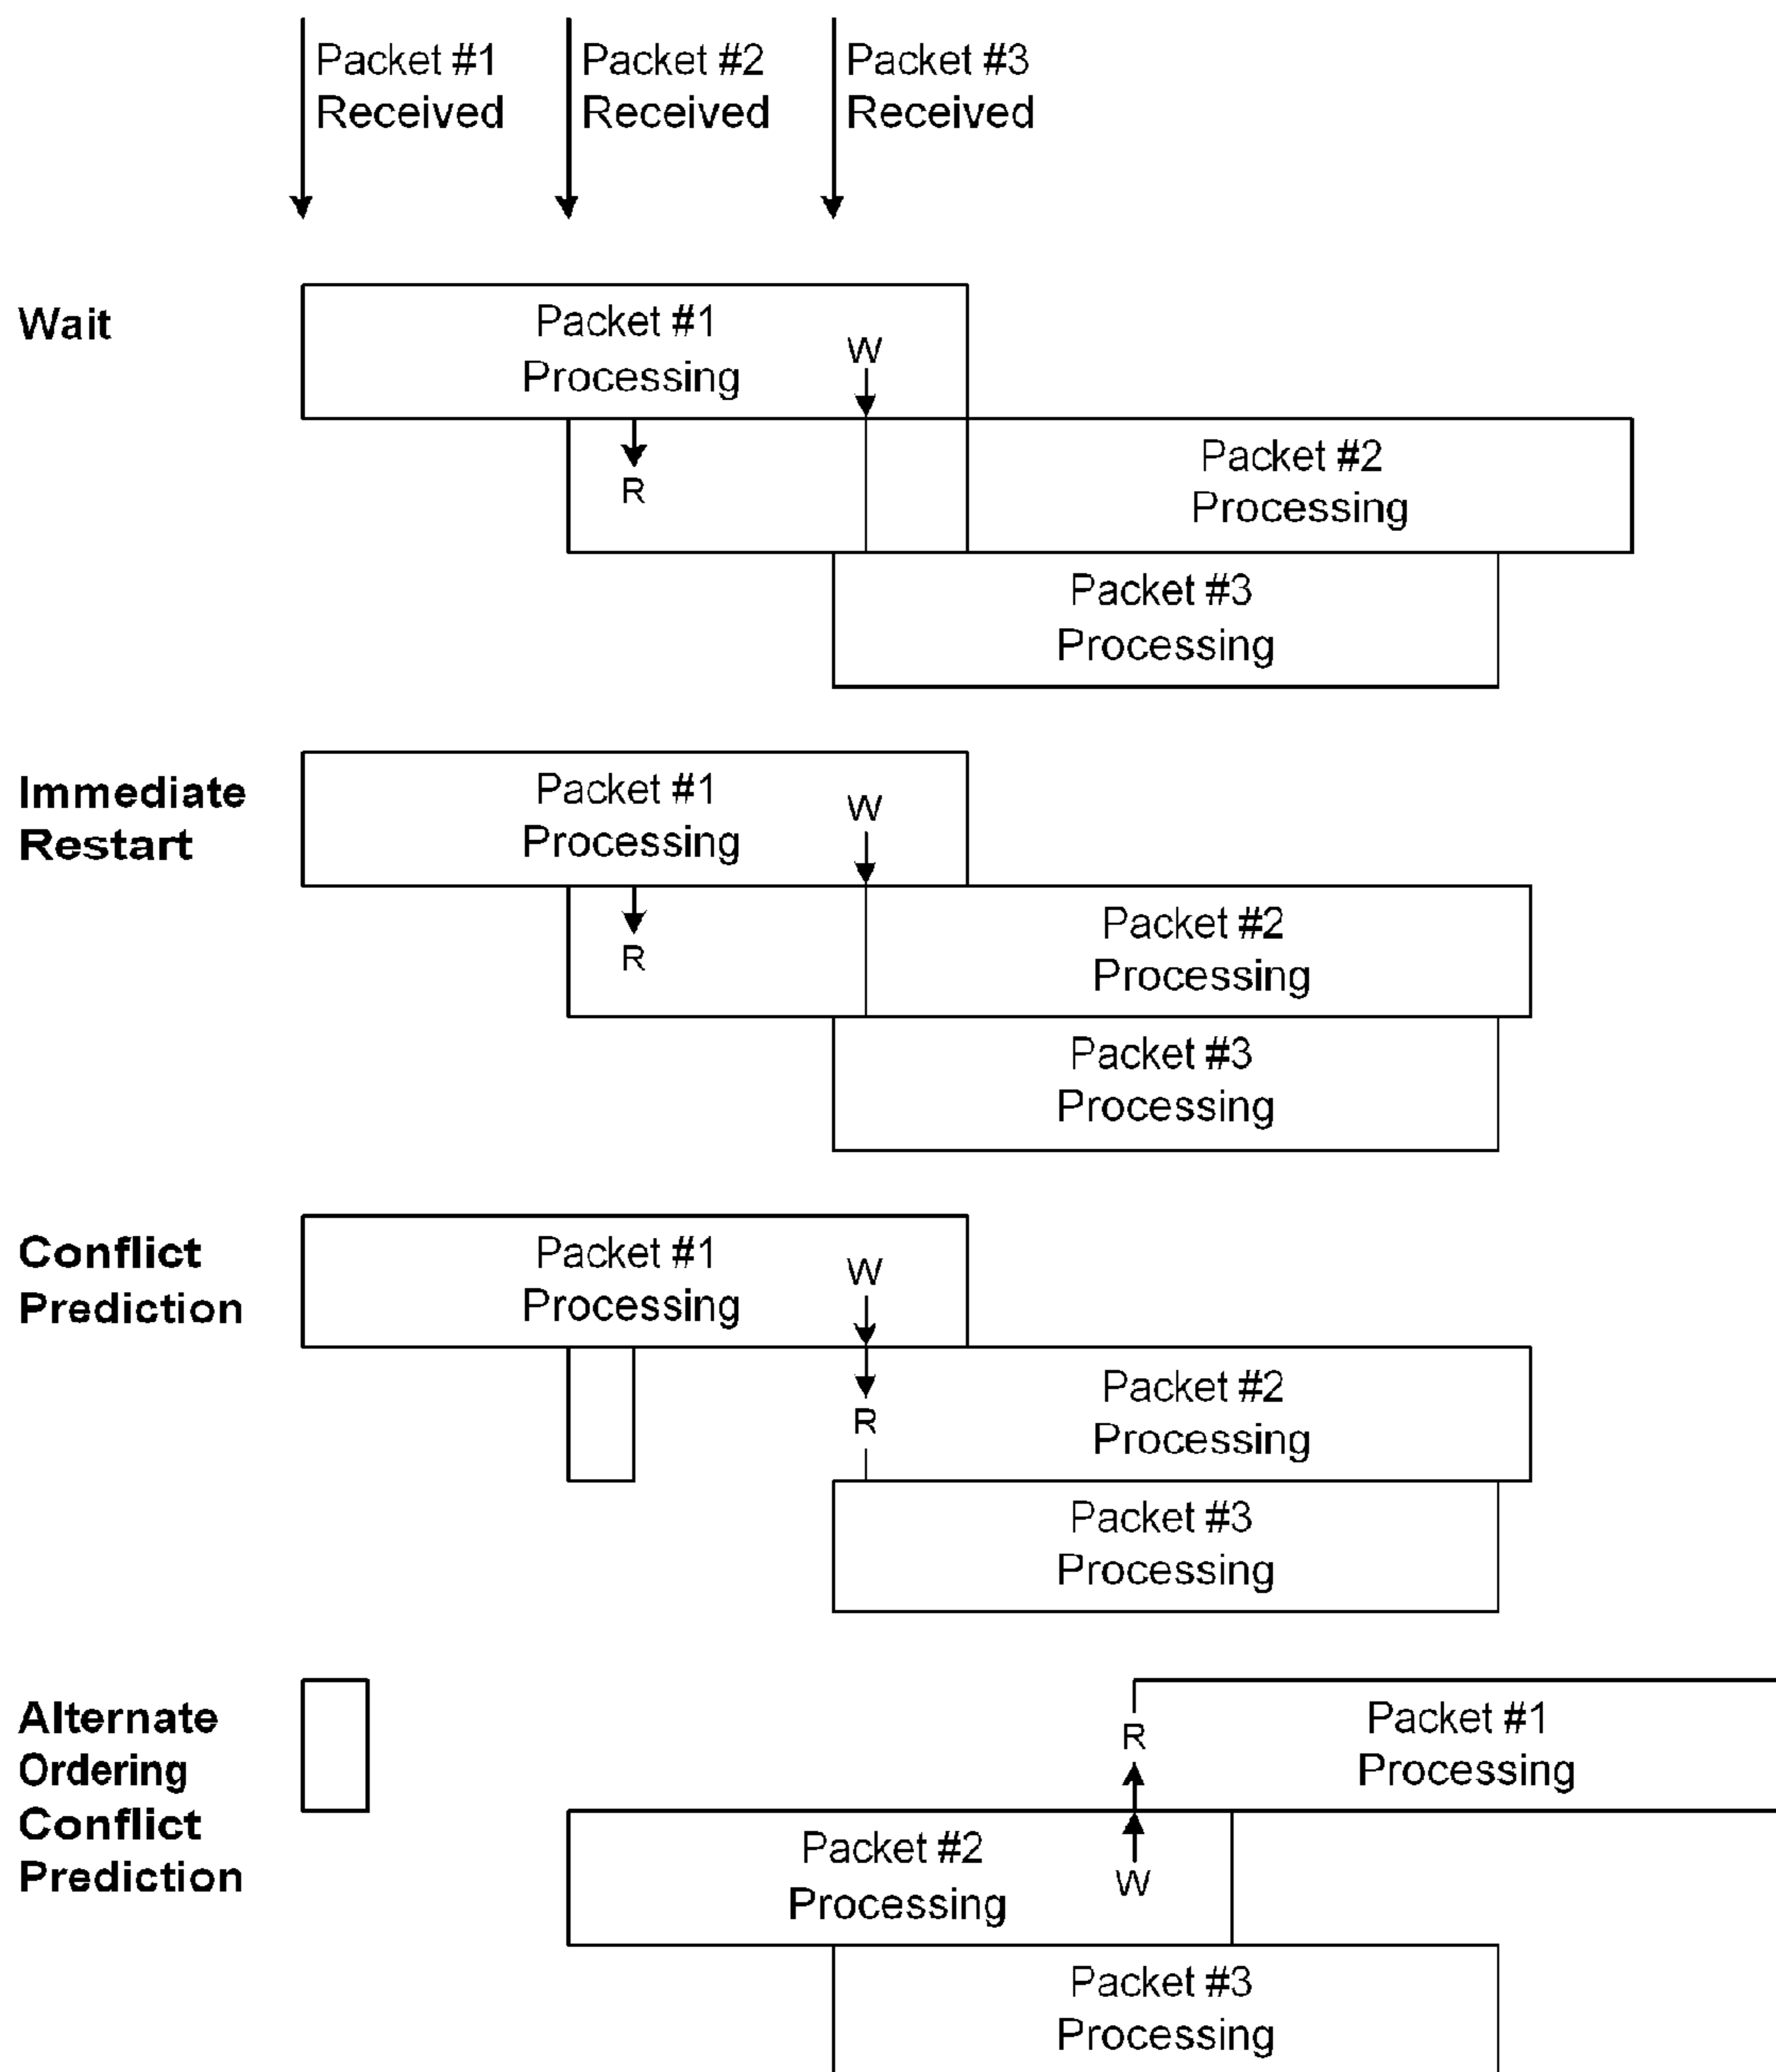 Packet #1
Received
Packet #2
Received
Packet #3
Received
Wait
Packet #1
Processing
W
R
Packet #2
Processing
Packet #3
Processing
Immediate
Restart
Packet #1
Processing
W
R
Packet #2
Processing
Packet #3
Processing
Conflict
Prediction
Packet #1
Processing
W
R
Packet #2
Processing
Packet #3
Processing
Alternate
Ordering
Conflict
Prediction
R
Packet #1
Processing
Packet #2
Processing
W
Packet #3
Processing